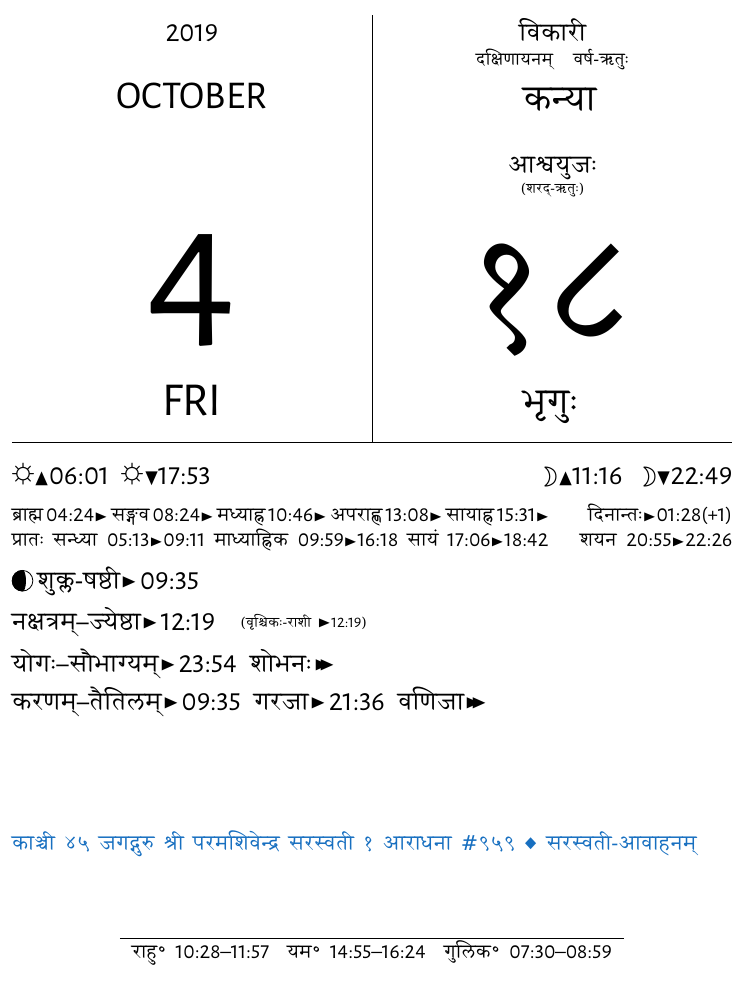 2019
OCTOBER
4
FRI
विकारी
दक्षिणायनम् वर्ष-ऋतुः
कन्या
आश्वयुजः
(शरद्-ऋतुः)
१८
भृगुः
☼▲06:01 ☼▼17:53 ☽▲11:16 ☽▼22:49
ब्राह्म 04:24► सङ्गव 08:24► मध्याह्न 10:46► अपराह्ण 13:08► सायाह्न 15:31► दिनान्तः►01:28(+1)
प्रातः सन्ध्या 05:13►09:11 माध्याह्निक 09:59►16:18 सायं 17:06►18:42 शयन 20:55►22:26
शुक्ल-षष्ठी► 09:35
नक्षत्रम्–ज्येष्ठा►12:19 (वृश्चिकः-राशी ►12:19)
योगः–सौभाग्यम्►23:54 शोभनः►►
करणम्–तैतिलम्►09:35 गरजा►21:36 वणिजा►►
काञ्ची ४५ जगद्गुरु श्री परमशिवेन्द्र सरस्वती १ आराधना #९५९ ◆ सरस्वती-आवाहनम्
राहु॰ 10:28–11:57 यम॰ 14:55–16:24 गुलिक॰ 07:30–08:59